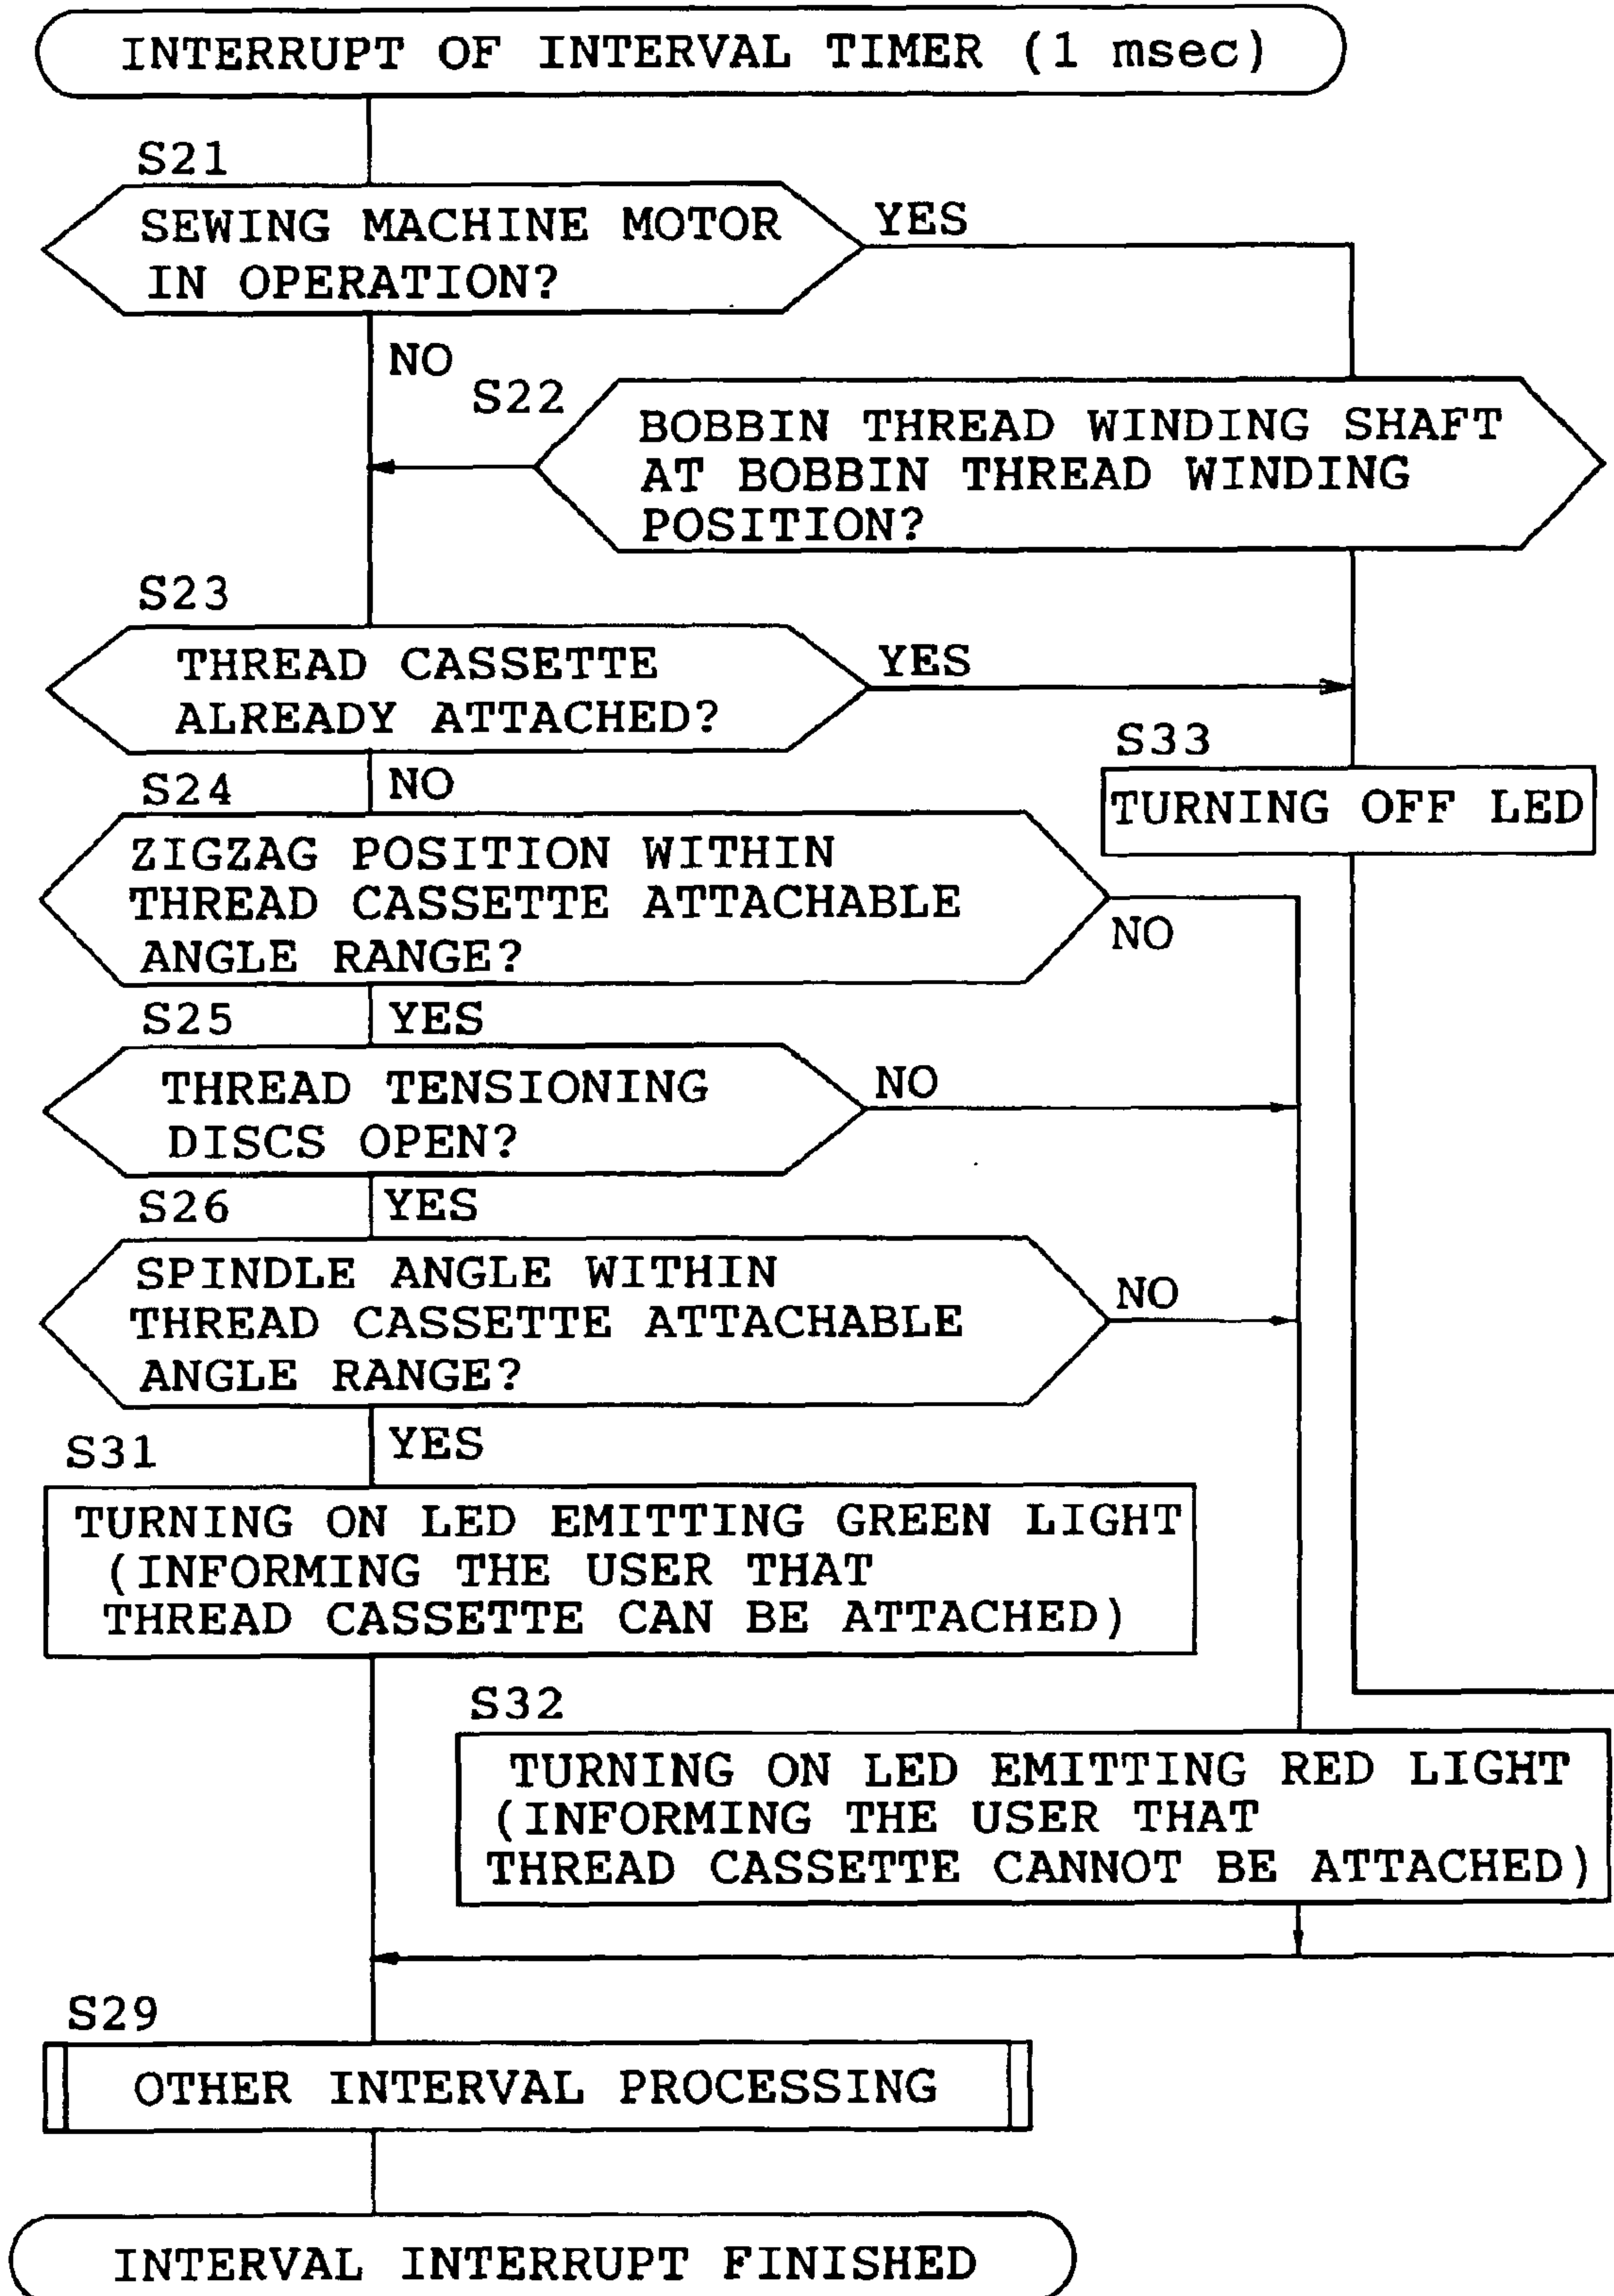 INTERRUPT OF INTERVAL TIMER (1 msec)
S21
SEWING MACHINE MOTOR
IN OPERATION?
YES
NO
S22
BOBBIN THREAD WINDING SHAFT
AT BOBBIN THREAD WINDING
POSITION?
S23
THREAD CASSETTE
ALREADY ATTACHED?
YES
NO
S33
TURNING OFF LED
S24
ZIGZAG POSITION WITHIN
THREAD CASSETTE ATTACHABLE
ANGLE RANGE?
NO
YES
S25
THREAD TENSIONING
DISCS OPEN?
NO
YES
S26
SPINDLE ANGLE WITHIN
THREAD CASSETTE ATTACHABLE
ANGLE RANGE?
NO
YES
S31
TURNING ON LED EMITTING GREEN LIGHT
(INFORMING THE USER THAT
THREAD CASSETTE CAN BE ATTACHED)
S32
TURNING ON LED EMITTING RED LIGHT
(INFORMING THE USER THAT
THREAD CASSETTE CANNOT BE ATTACHED)
S29
OTHER INTERVAL PROCESSING
INTERVAL INTERRUPT FINISHED